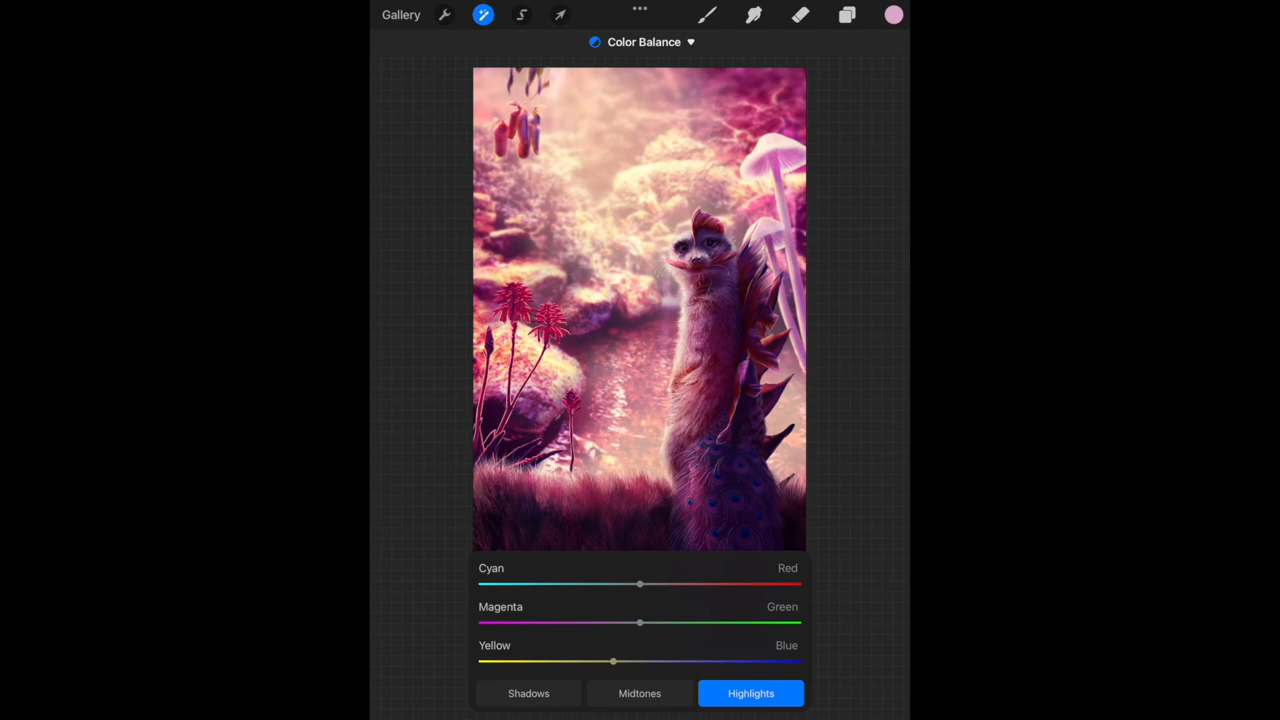 Gallery
Color Balance
Cyan Red
Magenta Green
Yellow Blue
Shadows Midtones Highlights